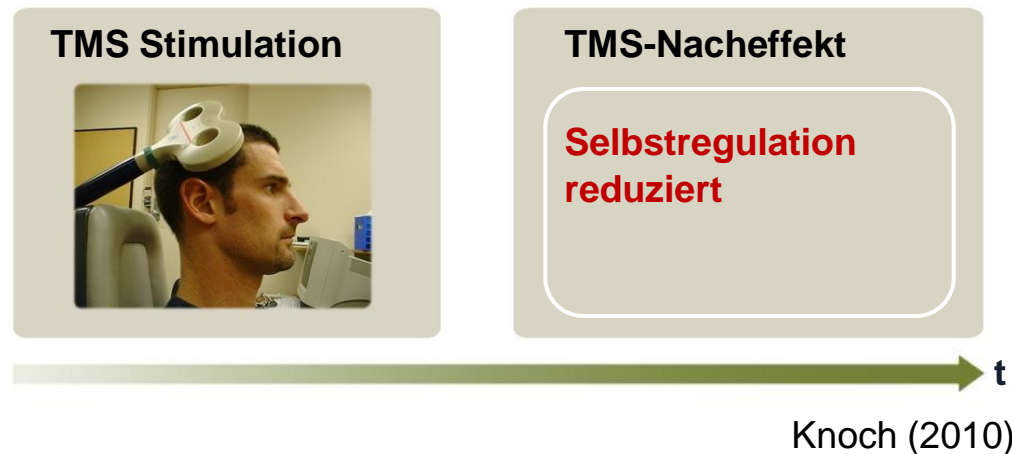 TMS Stimulation
TMS-Nacheffekt
Selbstregulation
reduziert
t
Knoch (2010)